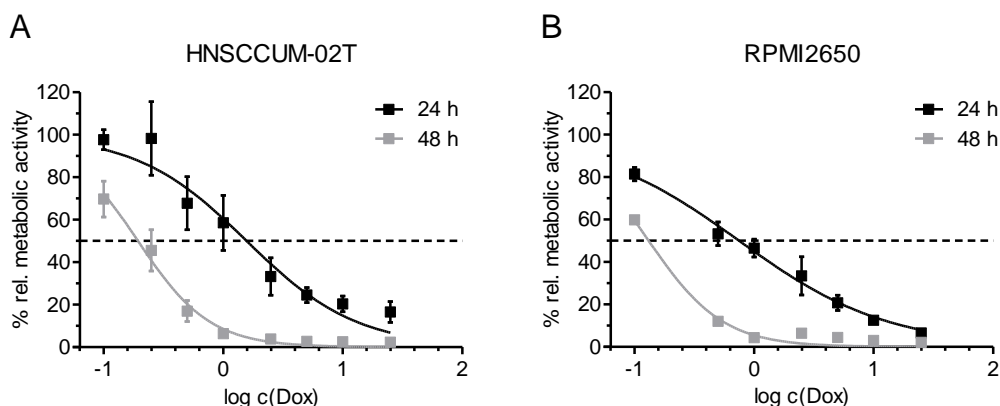 A
HNSCCUM-02T
% rel. metabolic activity
120
100
80
60
40
20
0
24 h
48 h
-1
0
1
2
log c(Dox)
B
RPMI2650
% rel. metabolic activity
120
100
80
60
40
20
0
24 h
48 h
-1
0
1
2
log c(Dox)